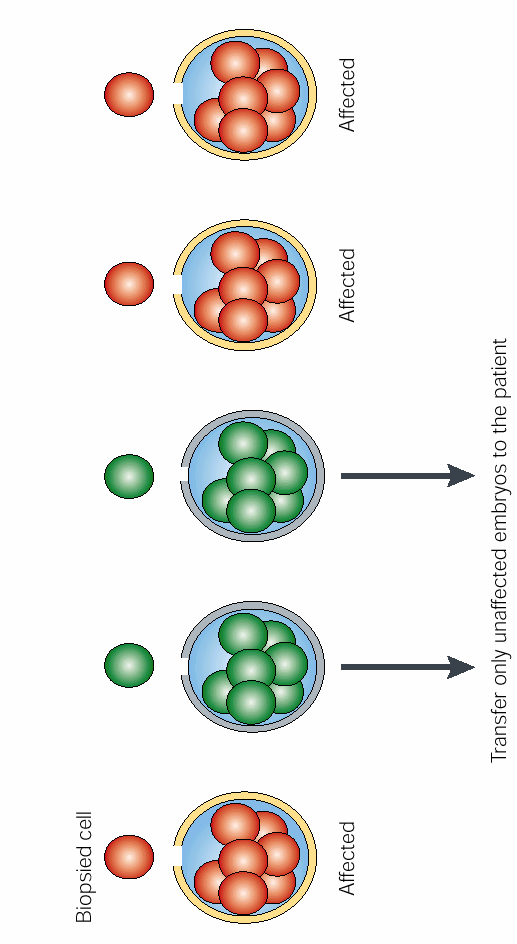 Biopsied cell
Affected
Affected
Affected
Transfer only unaffected embryos to the patient